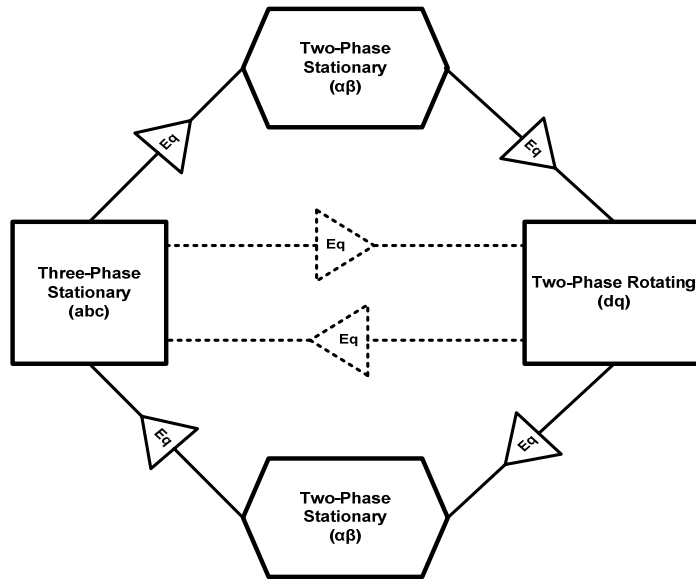 Two-Phase
Stationary
(αβ)
Eq
Eq
Eq
Three-Phase
Stationary
(abc)
Two-Phase Rotating
(dq)
Eq
Eq
Eq
Two-Phase
Stationary
(αβ)